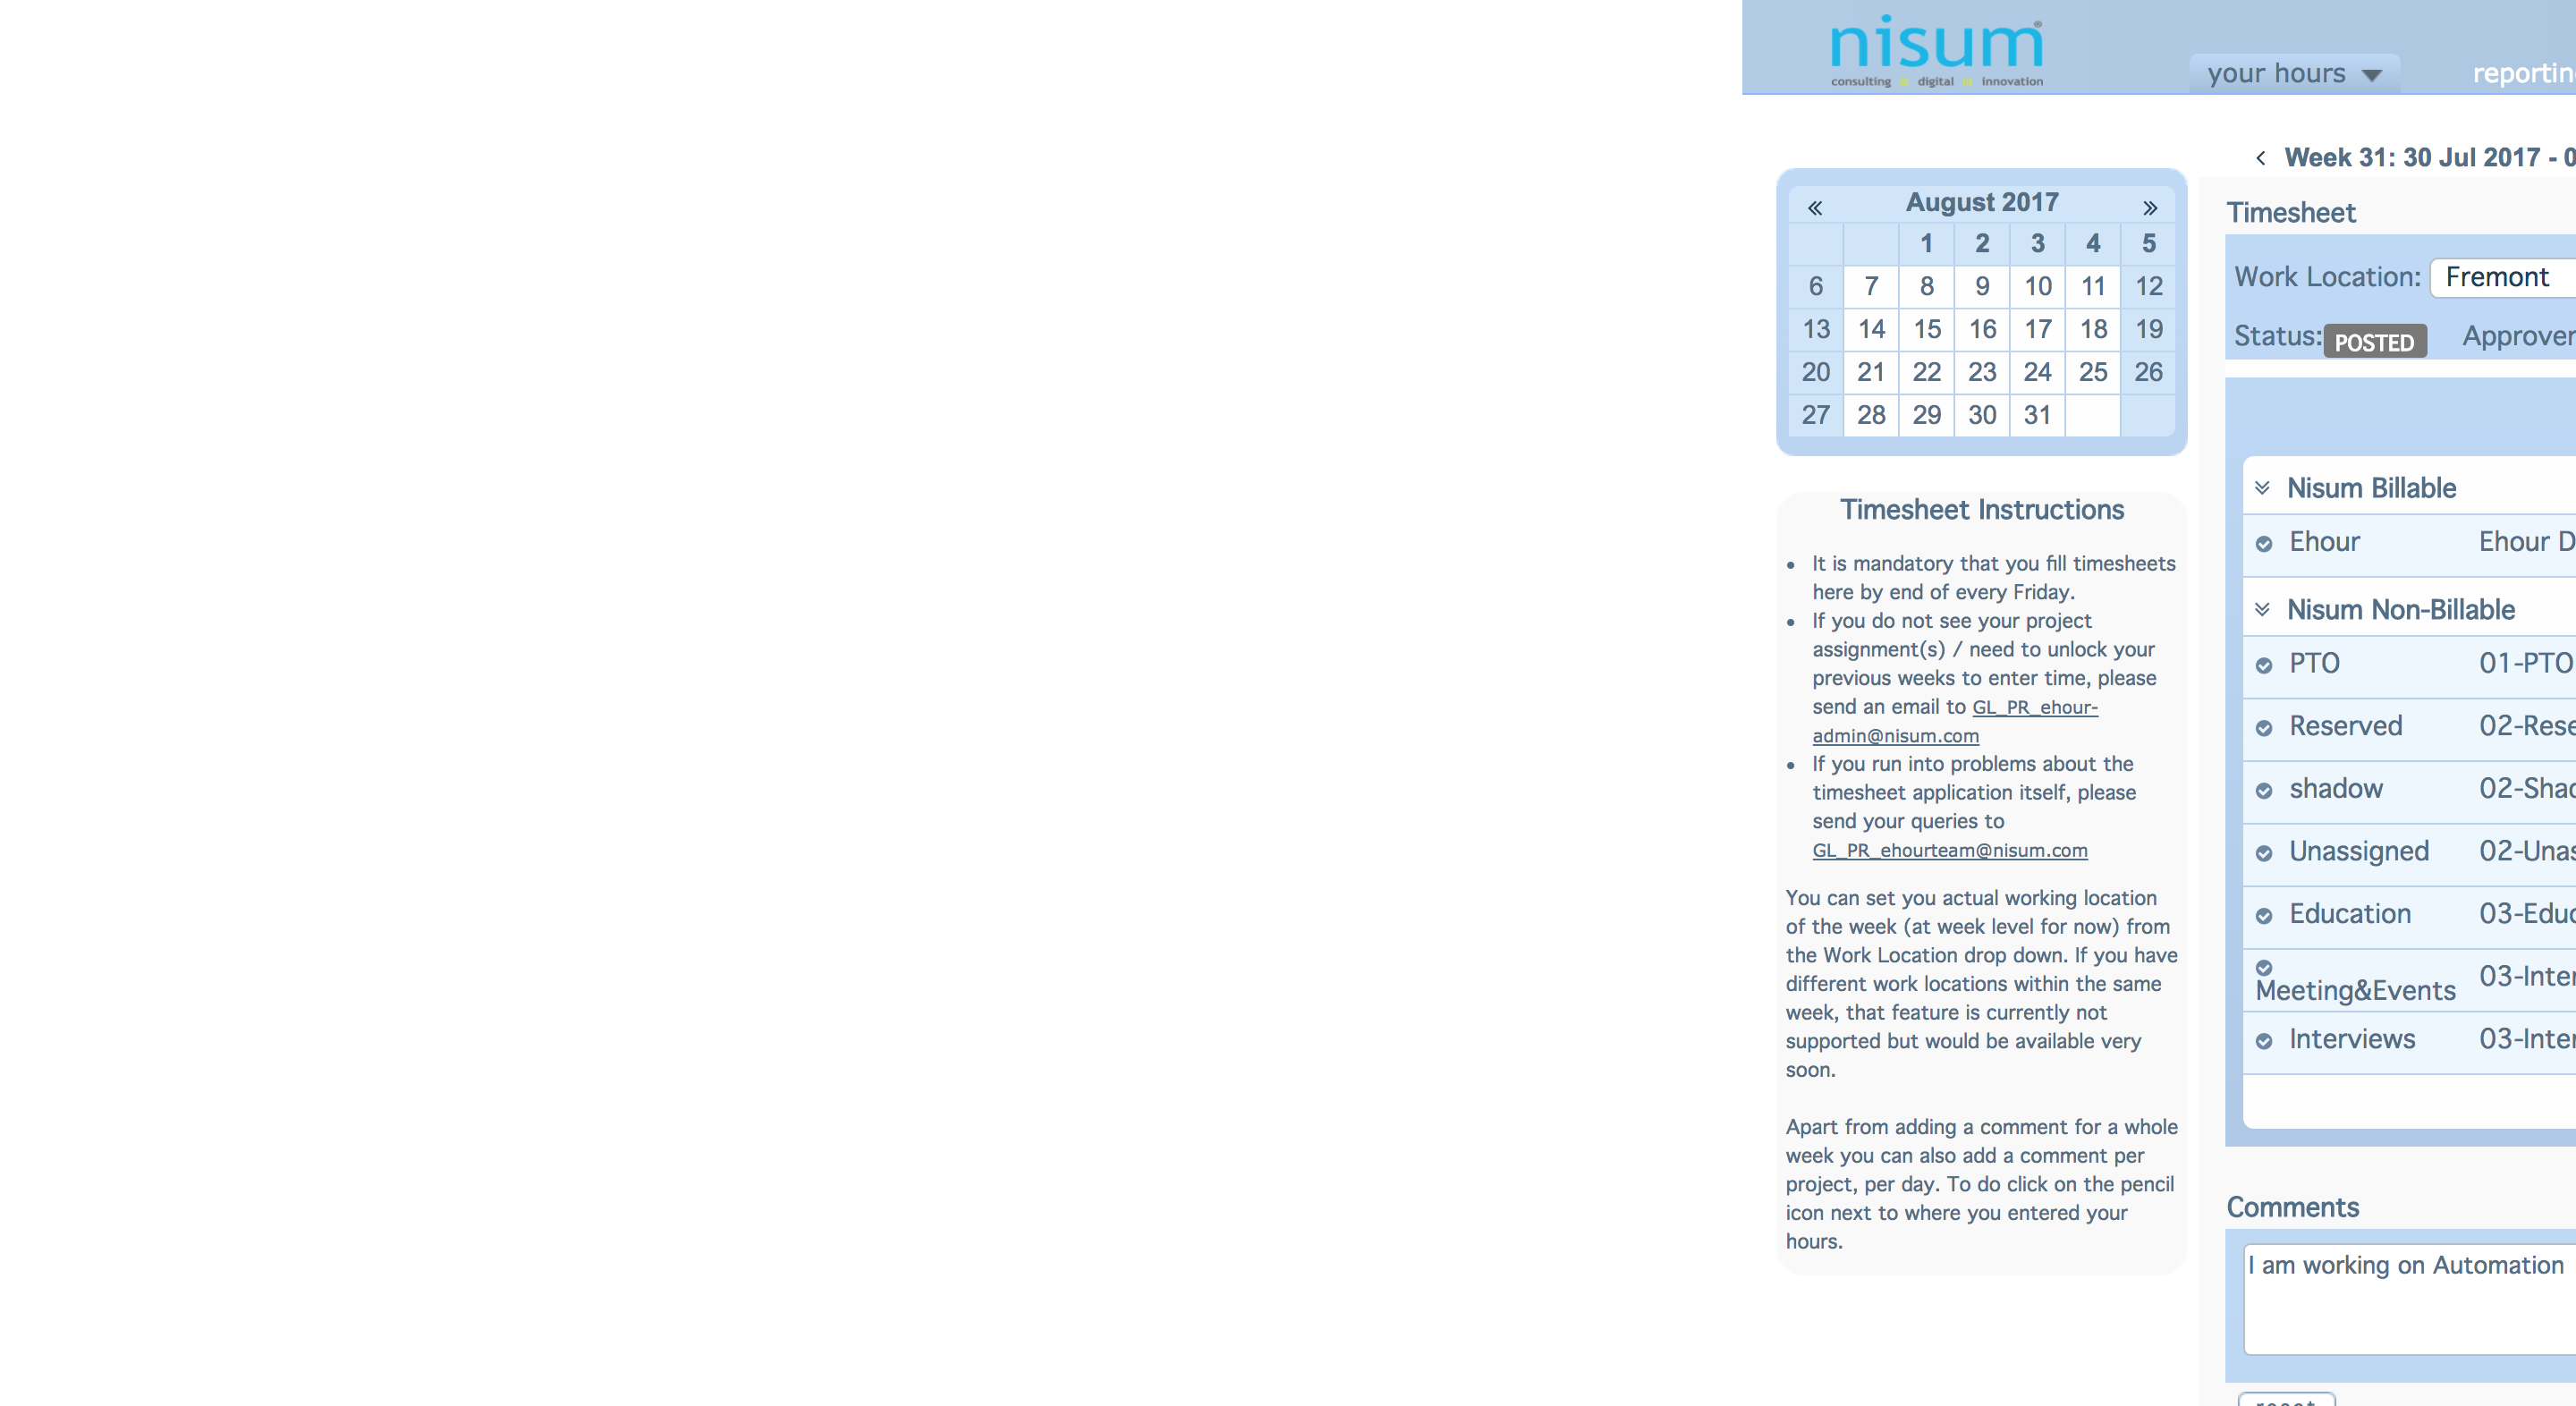 nisum®
consulting digital innovation
your hours
Week 31: 30 Jul 2017 - 0
August 2017
1 2 3 4 5
6 7 8 9 10 11 12
13 14 15 16 17 18 19
20 21 22 23 24 25 26
27 28 29 30 31
Timesheet Instructions
It is mandatory that you fill timesheets
here by end of every Friday.
If you do not see your project
assignment(s) / need to unlock your
previous weeks to enter time, please
send an email to GL_PR_ehour-
admin@nisum.com
If you run into problems about the
timesheet application itself, please
send your queries to
GL_PR_ehourteam@nisum.com
You can set you actual working location
of the week (at week level for now) from
the Work Location drop down. If you have
different work locations within the same
week, that feature is currently not
supported but would be available very
soon.
Apart from adding a comment for a whole
week you can also add a comment per
project, per day. To do click on the pencil
icon next to where you entered your
hours.
Timesheet
Work Location: Fremont
Status: POSTED Approver
Nisum Billable
Ehour Ehour D
Nisum Non-Billable
PTO 01-PTO
Reserved 02-Rese
shadow 02-Shad
Unassigned 02-Unas
Education 03-Educ
Meeting&Events 03-Inter
Interviews 03-Inter
Comments
I am working on Automation